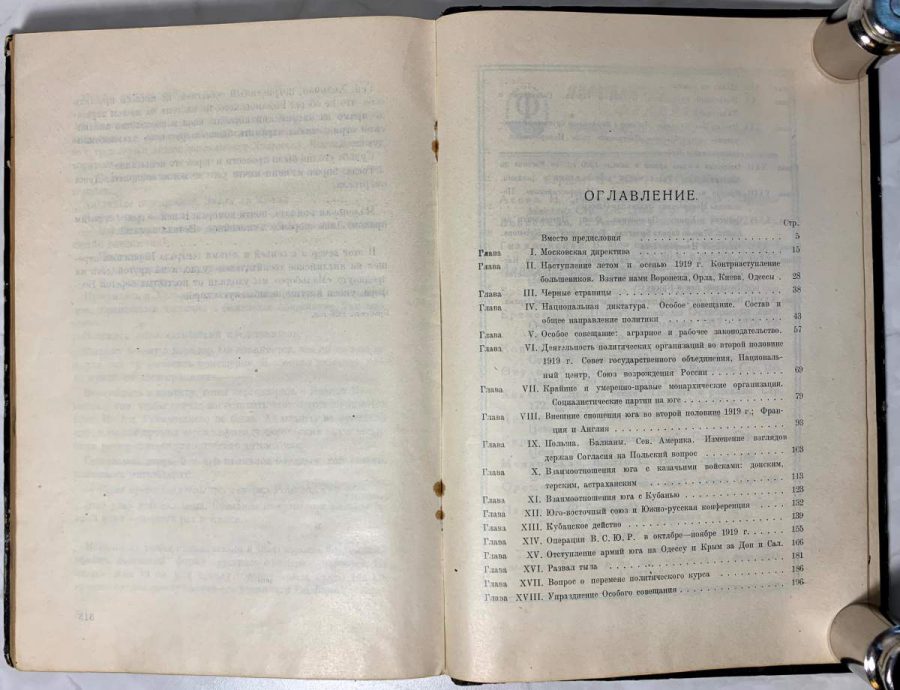 ОГЛАВЛЕНИЕ.
Стр.
Вместо предисловия . . . . . . . . . . . . . . . . 5
Глава I. Московская директива . . . . . . . . . . . . . . . . 15
Глава II. Наступление летом и осенью 1919 г. Контрнаступление
большевиков. Взятие нами Воронежа, Орла, Киева, Одессы . 28
Глава III. Черные страницы . . . . . . . . . . . . . . . . 38
Глава IV. Национальная диктатура. Особое совещание. Состав и
общее направление политики . . . . . . . . . . . . 43
Глава V. Особое совещание: аграрное и рабочее законодательство. 57
Глава VI. Деятельность политических организаций во второй половине
1919 г. Совет государственного объединения, Националь-
ный центр, Союз возрождения России . . . . . . . . 69
Глава VII. Крайние и умеренно-правые монархические организации.
Социалистические партии на юге . . . . . . . . . . 79
Глава VIII. Внешние сношения юга во второй половине 1919 г.; Фран-
ция и Англия . . . . . . . . . . . . . . . . 93
Глава IX. Польша. Балканы. Сев. Америка. Изменение взглядов
держав Согласия на Польский вопрос . . . . . . . . 103
Глава X. Взаимоотношения юга с казачьими войсками: донским,
терским, астраханским . . . . . . . . . . . . . . 113
Глава XI. Взаимоотношения юга с Кубанью . . . . . . . . . . 123
Глава XII. Юго-восточный союз и Южно-русская конференция . . . . 132
Глава XIII. Кубанское действо . . . . . . . . . . . . . . . . 139
Глава XIV. Операции В. С. Ю. Р. в октябре—ноябре 1919 г. . . . . . 155
Глава XV. Отступление армий юга на Одессу и Крым за Дон и Сал. 166
Глава XVI. Развал тыла . . . . . . . . . . . . . . . . 181
Глава XVII. Вопрос о перемене политического курса . . . . . . . . 186
Глава XVIII. Упразднение Особого совещания . . . . . . . . . . . . 196